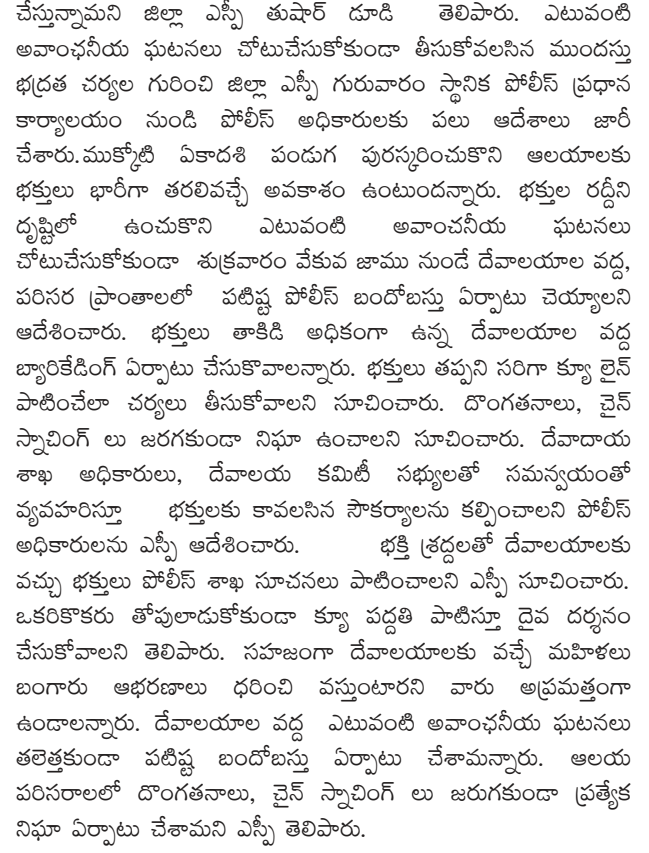 చేస్తున్నామని జిల్లా ఎస్పీ తుషార్ డూడి తెలిపారు. ఎటువంటి
అవాంఛనీయ ఘటనలు చోటుచేసుకోకుండా తీసుకోవలసిన ముందస్తు
భద్రత చర్యల గురించి జిల్లా ఎస్పీ గురువారం స్థానిక పోలీస్ ప్రధాన
కార్యాలయం నుండి పోలీస్ అధికారులకు పలు ఆదేశాలు జారీ
చేశారు.ముక్కోటి ఏకాదశి పండుగ పురస్కరించుకొని ఆలయాలకు
భక్తులు భారీగా తరలివచ్చే అవకాశం ఉంటుందన్నారు. భక్తుల రద్దీని
దృష్టిలో ఉంచుకొని ఎటువంటి అవాంచనీయ ఘటనలు
చోటుచేసుకోకుండా శుక్రవారం వేకువ జాము నుండే దేవాలయాల వద్ద,
పరిసర ప్రాంతాలలో పటిష్ట పోలీస్ బందోబస్తు ఏర్పాటు చెయ్యాలని
ఆదేశించారు. భక్తులు తాకిడి అధికంగా ఉన్న దేవాలయాల వద్ద
బ్యారికేడింగ్ ఏర్పాటు చేసుకొవాలన్నారు. భక్తులు తప్పని సరిగా క్యూ లైన్
పాటించేలా చర్యలు తీసుకోవాలని సూచించారు. దొంగతనాలు, చైన్
స్నాచింగ్ లు జరగకుండా నిఘా ఉంచాలని సూచించారు. దేవాదాయ
శాఖ అధికారులు, దేవాలయ కమిటీ సభ్యులతో సమన్వయంతో
వ్యవహరిస్తూ భక్తులకు కావలసిన సౌకర్యాలను కల్పించాలని పోలీస్
అధికారులను ఎస్పీ ఆదేశించారు. భక్తి శ్రద్దలతో దేవాలయాలకు
వచ్చు భక్తులు పోలీస్ శాఖ సూచనలు పాటించాలని ఎస్పీ సూచించారు.
ఒకరికొకరు తోపులాడుకోకుండా క్యూ పద్దతి పాటిస్తూ దైవ దర్శనం
చేసుకోవాలని తెలిపారు. సహజంగా దేవాలయాలకు వచ్చే మహిళలు
బంగారు ఆభరణాలు ధరించి వస్తుంటారని వారు అప్రమత్తంగా
ఉండాలన్నారు. దేవాలయాల వద్ద ఎటువంటి అవాంఛనీయ ఘటనలు
తలెత్తకుండా పటిష్ట బందోబస్తు ఏర్పాటు చేశామన్నారు. ఆలయ
పరిసరాలలో దొంగతనాలు, చైన్ స్నాచింగ్ లు జరుగకుండా ప్రత్యేక
నిఘా ఏర్పాటు చేశామని ఎస్పీ తెలిపారు.